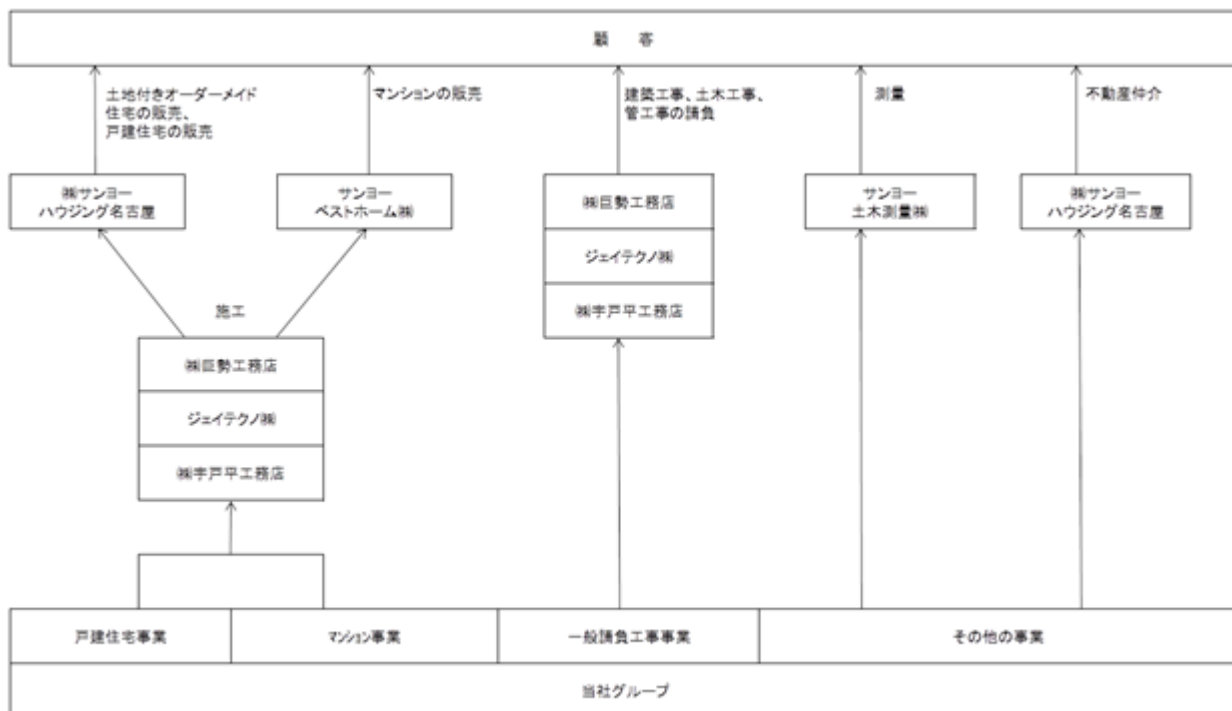 顧　客
土地付きオーダーメイド
住宅の販売、
戸建住宅の販売
マンションの販売
建築工事、土木工事、
管工事の請負
測量
不動産仲介
㈱サンヨー
ハウジング名古屋
サンヨー
ベストホーム㈱
㈱巨勢工務店
ジェイテクノ㈱
㈱宇戸平工務店
サンヨー
土木測量㈱
㈱サンヨー
ハウジング名古屋
施工
㈱巨勢工務店
ジェイテクノ㈱
㈱宇戸平工務店
戸建住宅事業
マンション事業
一般請負工事事業
その他の事業
当社グループ